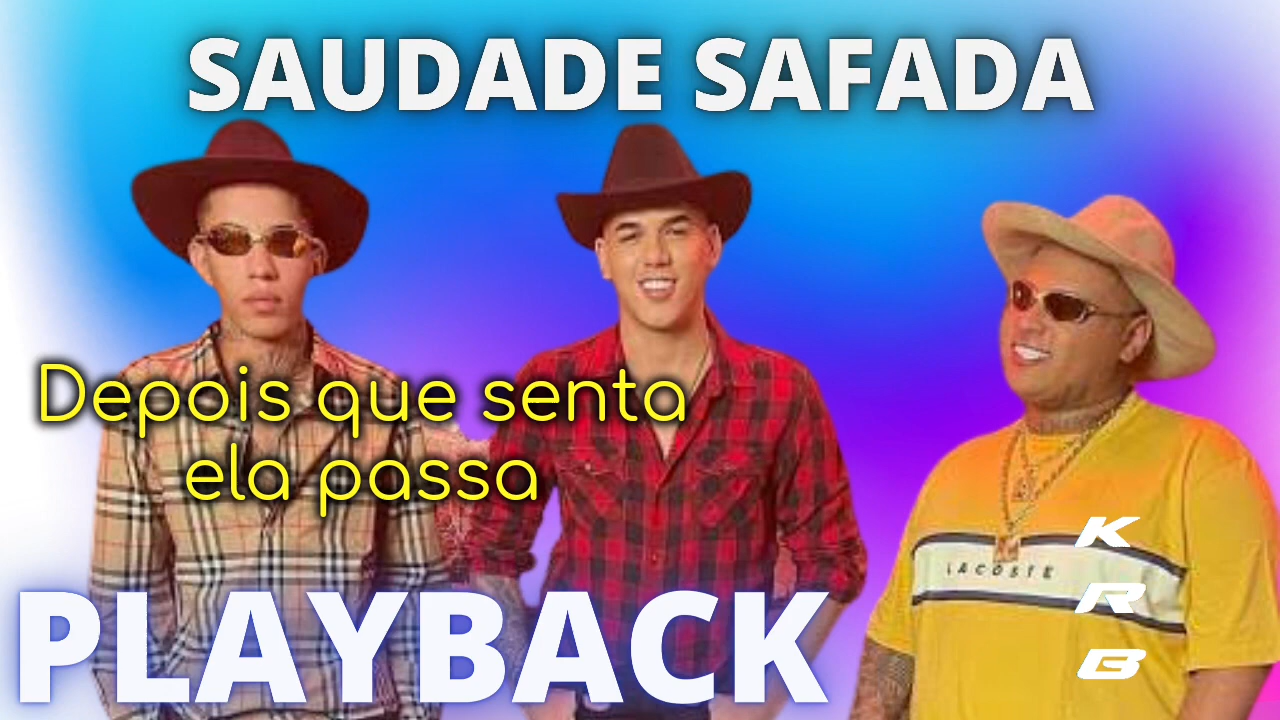 SAUDADE SAFADA
Depois que senta
ela passa
LACOSTE
K
R
B
PLAYBACK